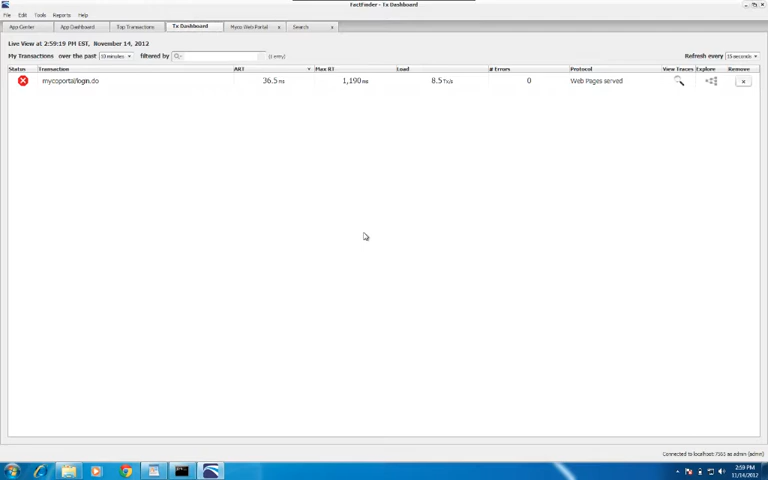 FactFinder - Tx Dashboard
File Edit Tools Reports Help
App Center App Dashboard Top Transactions Tx Dashboard Myco Web Portal × Search ×
Live View at 2:59:19 PM EST, November 14, 2012
My Transactions over the past 10 minutes filtered by (1 entry) Refresh every 15 seconds
Status Transaction ART Max RT Load # Errors Protocol View Traces Explore Remove
mycoportal/login.do 36.5 ms 1,190 ms 8.5 Tx/s 0 Web Pages served
Connected to localhost:7565 as admin (admin)
2:59 PM
11/14/2012